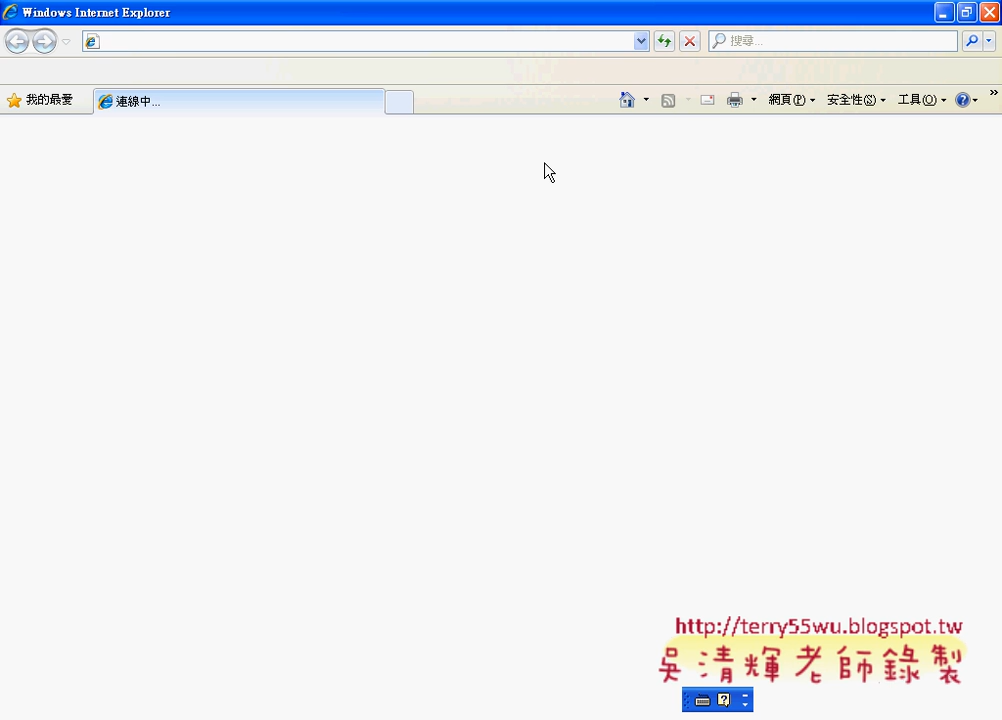 Windows Internet Explorer
搜尋...
我的最愛
連線中...
網頁(P)
安全性(S)
工具(O)
»
http://terry55wu.blogspot.tw
吳清輝老師錄製